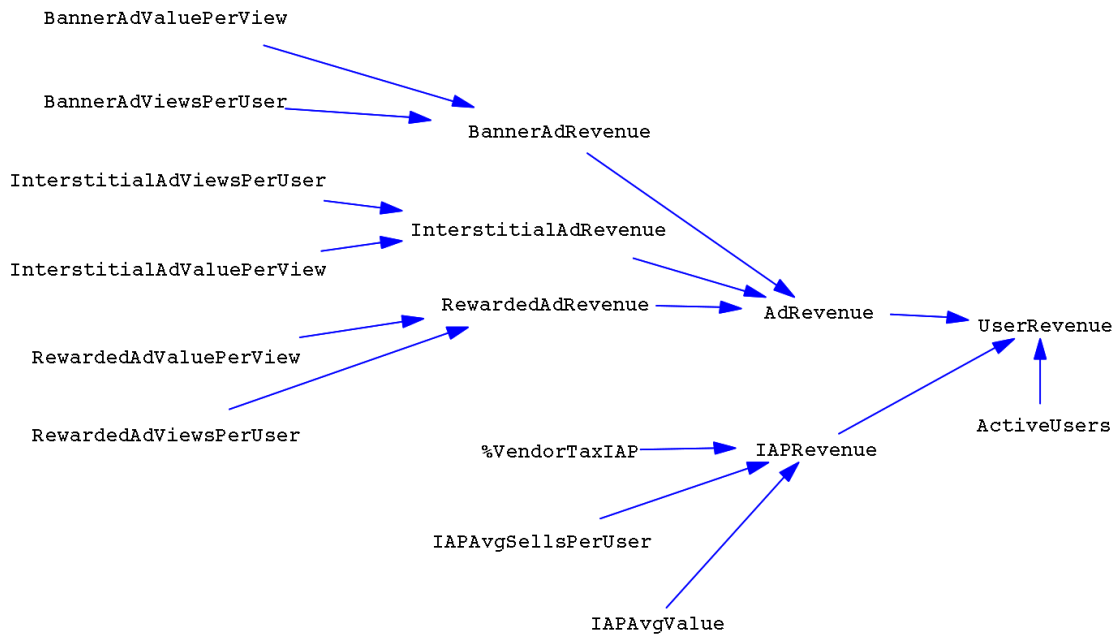 BannerAdValuePerView
BannerAdViewsPerUser
BannerAdRevenue
InterstitialAdViewsPerUser
InterstitialAdRevenue
InterstitialAdValuePerView
RewardedAdRevenue
AdRevenue
UserRevenue
RewardedAdValuePerView
ActiveUsers
RewardedAdViewsPerUser
%VendorTaxIAP
IAPRevenue
IAPAvgSellsPerUser
IAPAvgValue